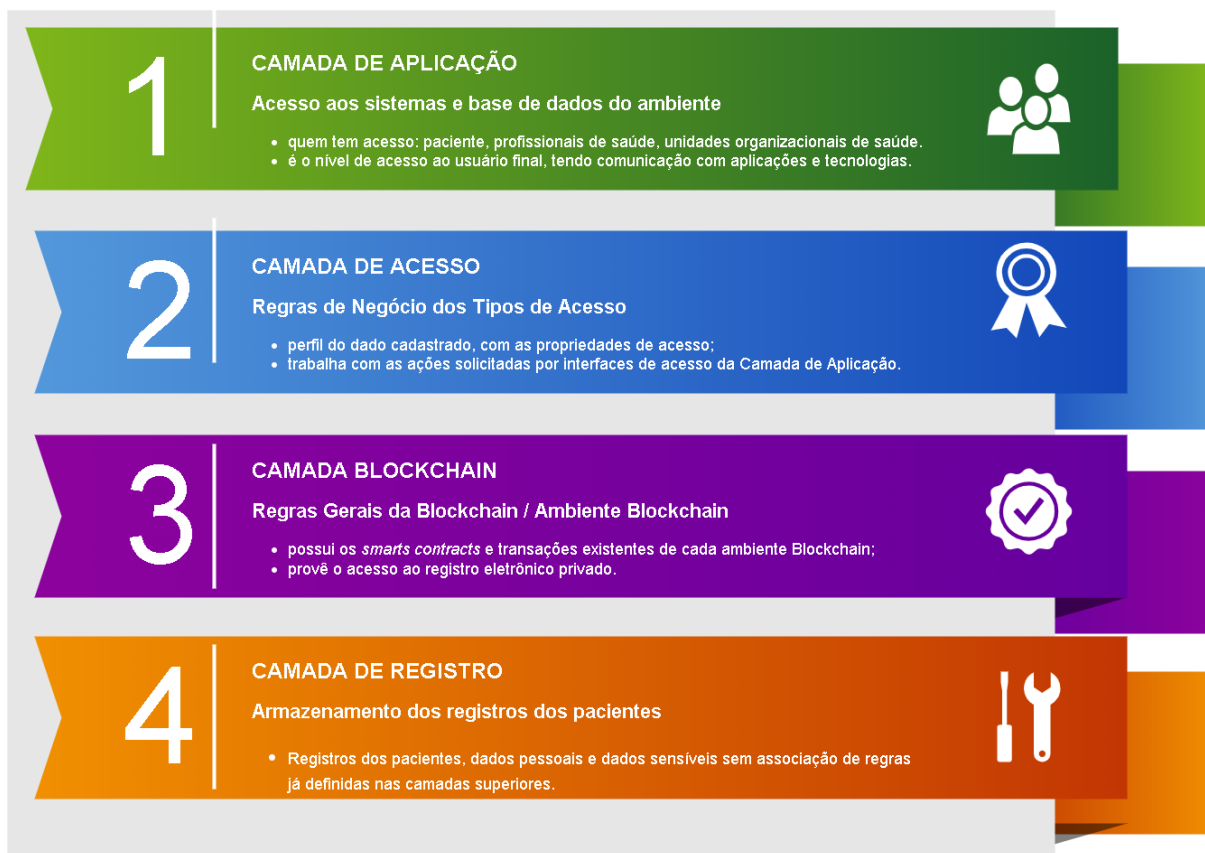 1
CAMADA DE APLICAÇÃO
Acesso aos sistemas e base de dados do ambiente
• quem tem acesso: paciente, profissionais de saúde, unidades organizacionais de saúde.
• é o nível de acesso ao usuário final, tendo comunicação com aplicações e tecnologias.
2
CAMADA DE ACESSO
Regras de Negócio dos Tipos de Acesso
• perfil do dado cadastrado, com as propriedades de acesso;
• trabalha com as ações solicitadas por interfaces de acesso da Camada de Aplicação.
3
CAMADA BLOCKCHAIN
Regras Gerais da Blockchain / Ambiente Blockchain
• possui os smarts contracts e transações existentes de cada ambiente Blockchain;
• provê o acesso ao registro eletrônico privado.
4
CAMADA DE REGISTRO
Armazenamento dos registros dos pacientes
• Registros dos pacientes, dados pessoais e dados sensíveis sem associação de regras
já definidas nas camadas superiores.